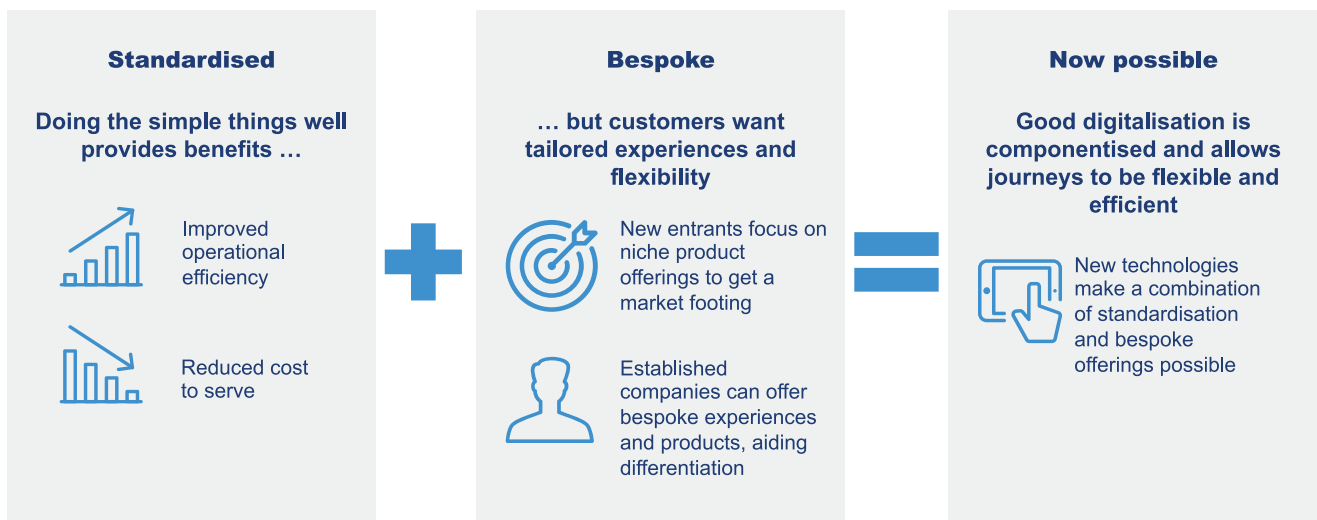 Standardised
Doing the simple things well
provides benefits …
Improved
operational
efficiency
Reduced cost
to serve
Bespoke
… but customers want
tailored experiences and
flexibility
New entrants focus on
niche product
offerings to get a
market footing
Established
companies can offer
bespoke experiences
and products, aiding
differentiation
Now possible
Good digitalisation is
componentised and allows
journeys to be flexible and
efficient
New technologies
make a combination
of standardisation
and bespoke
offerings possible